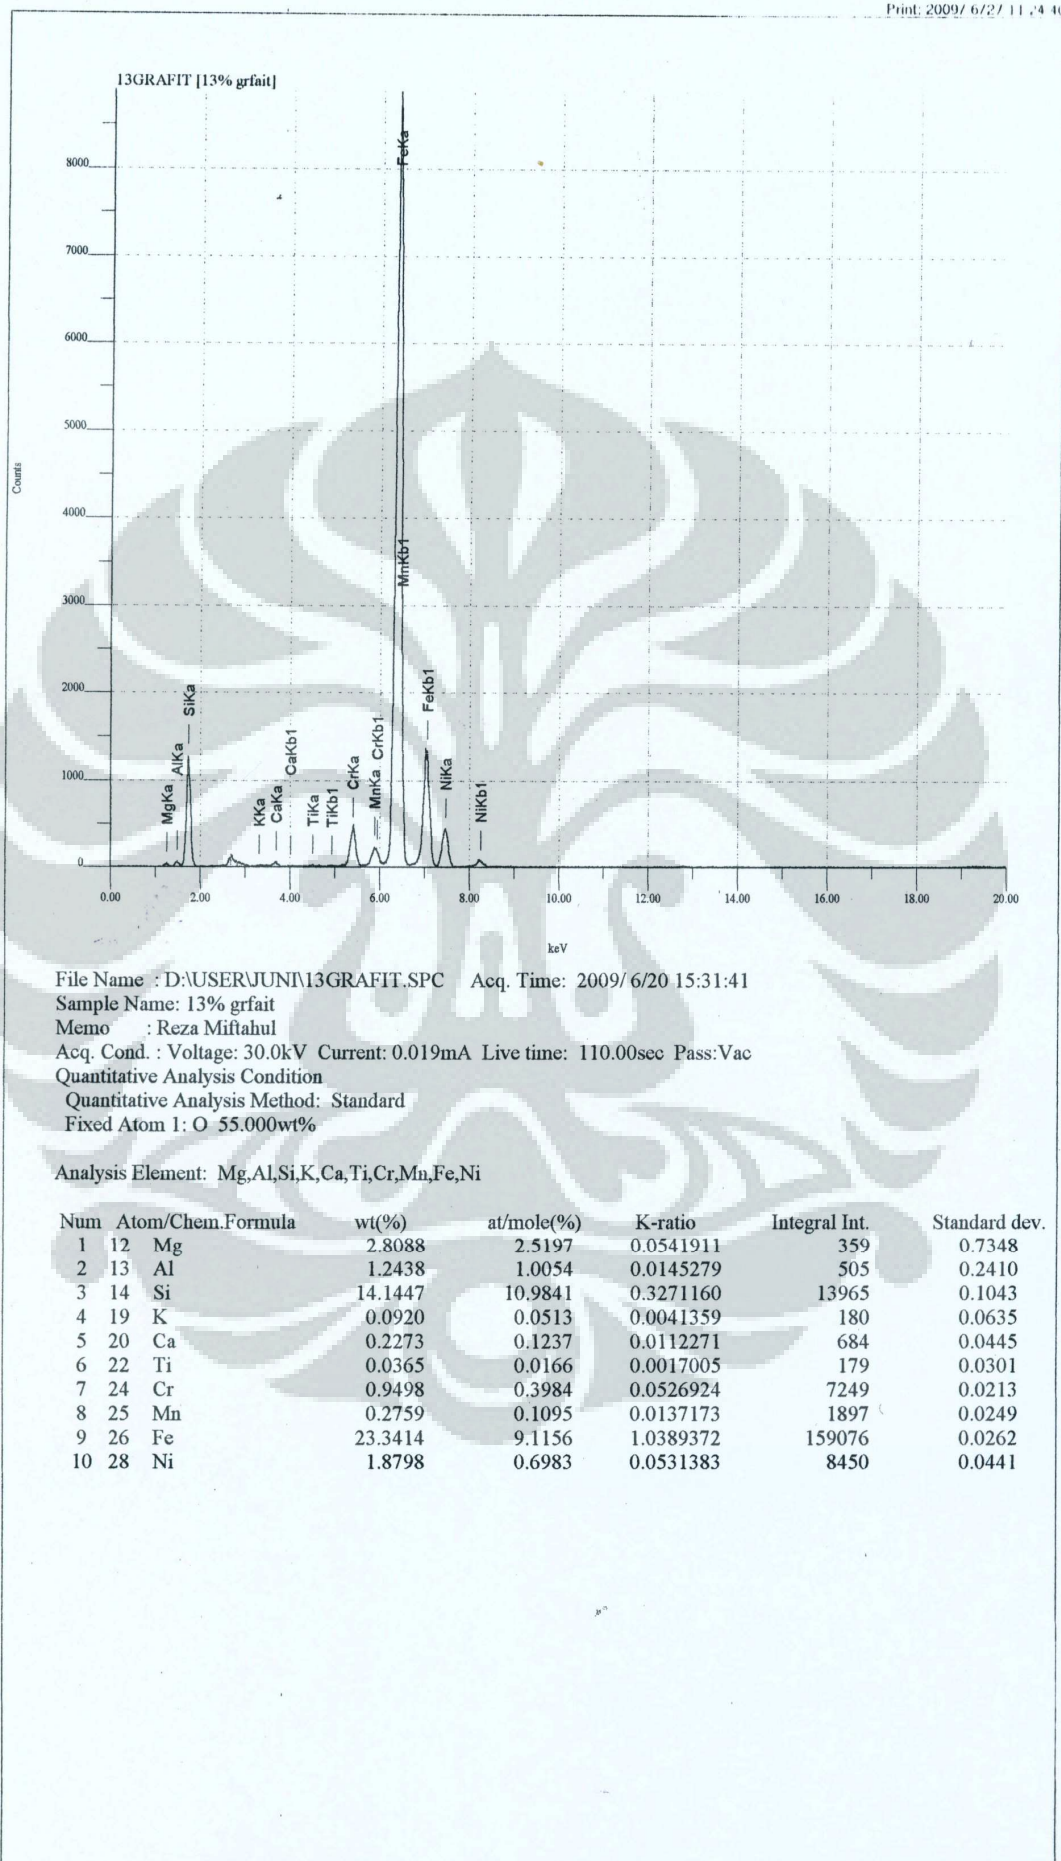 Print: 2009/ 6/27 11
13GRAFIT [13% grfait]
8000
7000
6000
5000
4000
3000
2000
1000
0
Counts
FeKa
MnKb1
FeKb1
SiKa
AlKa
MgKa
KKa
CaKa
CaKb1
TiKa
TiKb1
CrKa
MnKa
CrKb1
NiKa
NiKb1
0.00 2.00 4.00 6.00 8.00 10.00 12.00 14.00 16.00 18.00 20.00
keV
File Name : D:\USER\JUNI\13GRAFIT.SPC Acq. Time: 2009/ 6/20 15:31:41
Sample Name: 13% grfait
Memo : Reza Miftahul
Acq. Cond. : Voltage: 30.0kV Current: 0.019mA Live time: 110.00sec Pass:Vac
Quantitative Analysis Condition
Quantitative Analysis Method: Standard
Fixed Atom 1: O 55.000wt%
Analysis Element: Mg,Al,Si,K,Ca,Ti,Cr,Mn,Fe,Ni
Num Atom/Chem.Formula wt(%) at/mole(%) K-ratio Integral Int. Standard dev.
1 12 Mg 2.8088 2.5197 0.0541911 359 0.7348
2 13 Al 1.2438 1.0054 0.0145279 505 0.2410
3 14 Si 14.1447 10.9841 0.3271160 13965 0.1043
4 19 K 0.0920 0.0513 0.0041359 180 0.0635
5 20 Ca 0.2273 0.1237 0.0112271 684 0.0445
6 22 Ti 0.0365 0.0166 0.0017005 179 0.0301
7 24 Cr 0.9498 0.3984 0.0526924 7249 0.0213
8 25 Mn 0.2759 0.1095 0.0137173 1897 0.0249
9 26 Fe 23.3414 9.1156 1.0389372 159076 0.0262
10 28 Ni 1.8798 0.6983 0.0531383 8450 0.0441